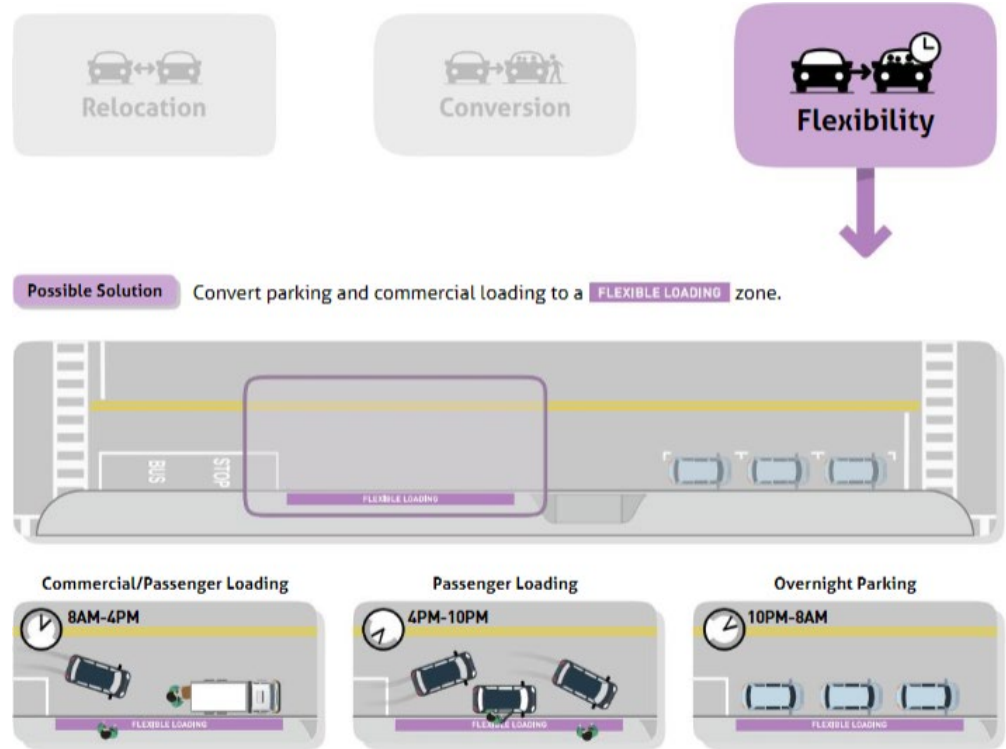 Relocation
Conversion
Flexibility
Possible Solution Convert parking and commercial loading to a FLEXIBLE LOADING zone.
BUS STOP
FLEXIBLE LOADING
Commercial/Passenger Loading
8AM-4PM
FLEXIBLE LOADING
Passenger Loading
4PM-10PM
FLEXIBLE LOADING
Overnight Parking
10PM-8AM
FLEXIBLE LOADING